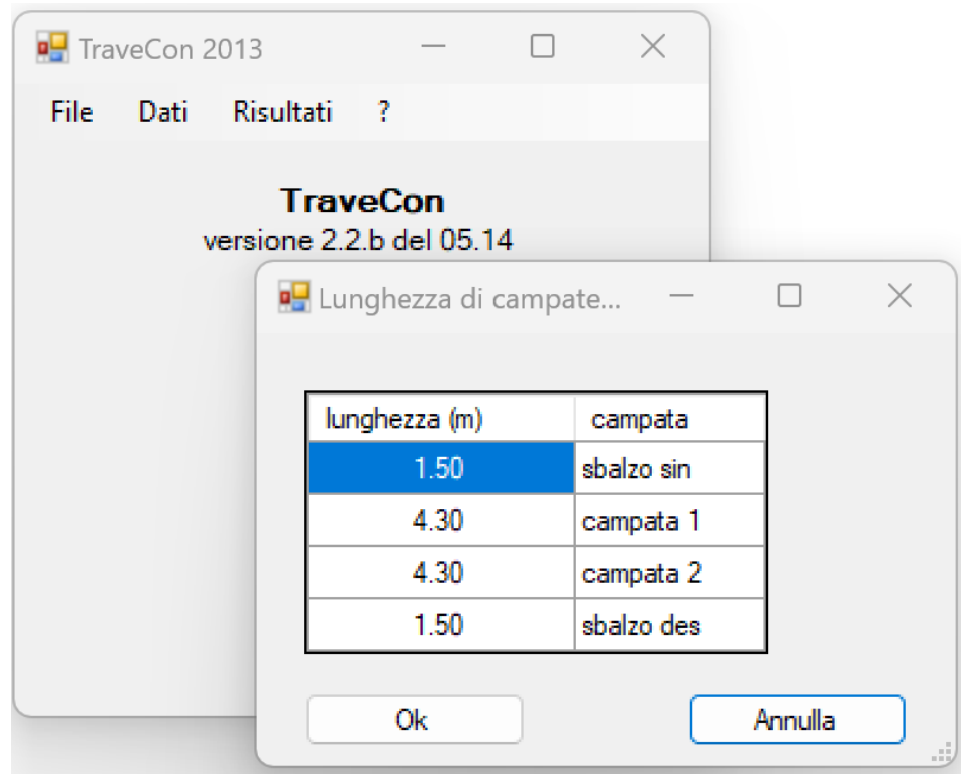 TraveCon 2013
File Dati Risultati ?
TraveCon
versione 2.2.b del 05.14
Lunghezza di campate...
lunghezza (m) campata
1.50 sbalzo sin
4.30 campata 1
4.30 campata 2
1.50 sbalzo des
Ok Annulla